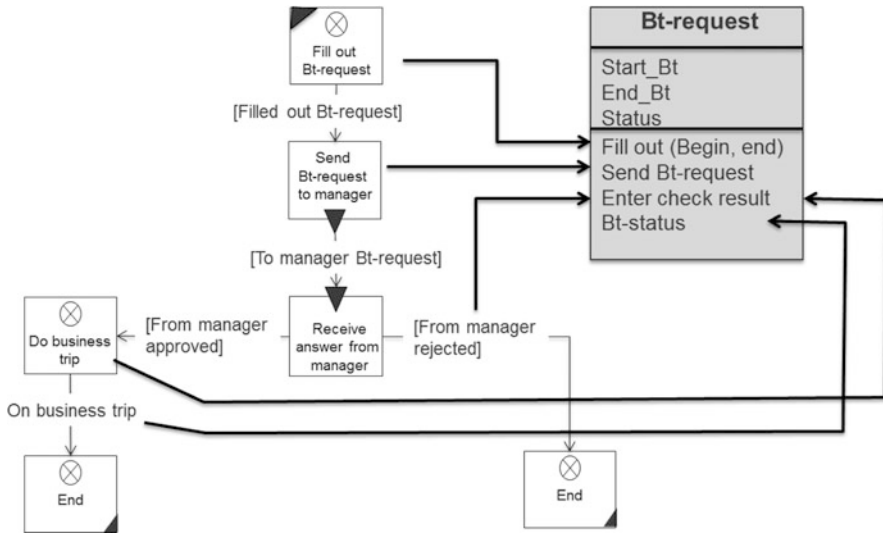 Fill out
Bt-request
[Filled out Bt-request]
Send
Bt-request
to manager
[To manager Bt-request]
Receive
answer from
manager
[From manager
approved]
[From manager
rejected]
Do business
trip
On business trip
End
End
Bt-request
Start_Bt
End_Bt
Status
Fill out (Begin, end)
Send Bt-request
Enter check result
Bt-status